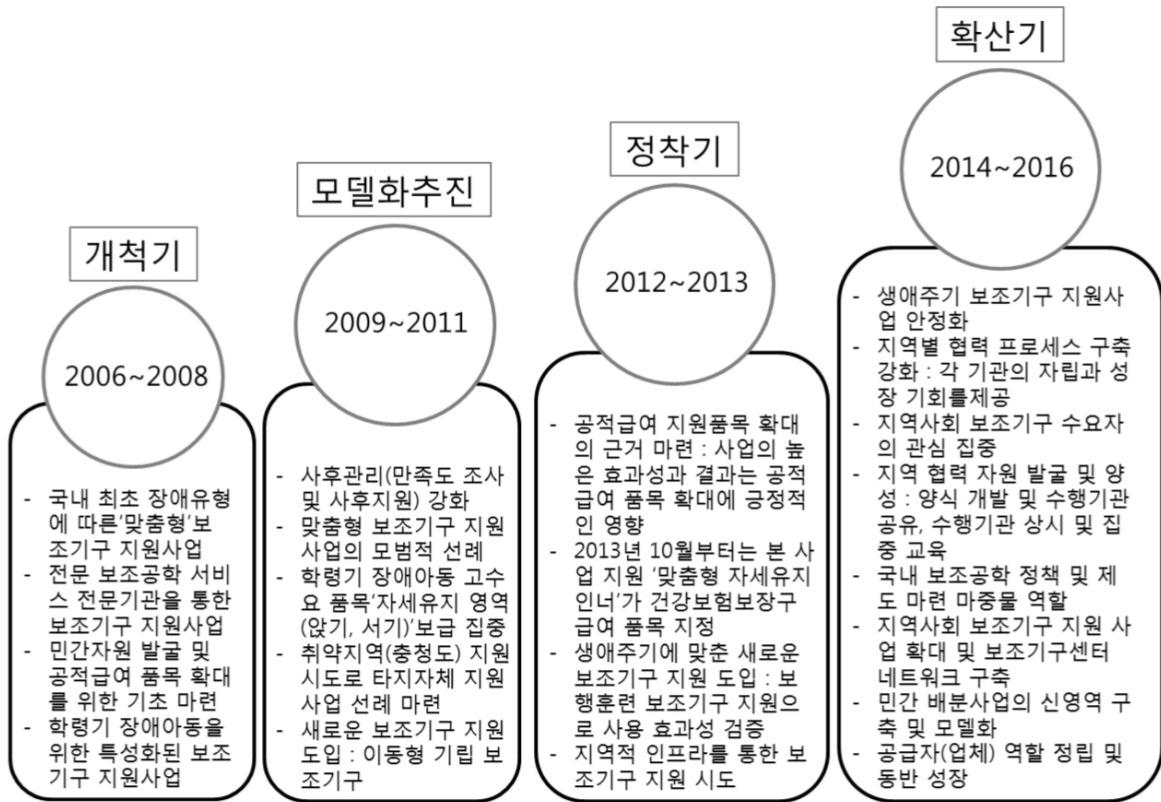 개척기
2006~2008
- 국내 최초 장애유형
에 따른'맞춤형'보
조기구 지원사업
- 전문 보조공학 서비
스 전문기관을 통한
보조기구 지원사업
- 민간자원 발굴 및
공적급여 품목 확대
를 위한 기초 마련
- 학령기 장애아동을
위한 특성화된 보조
기구 지원사업
모델화추진
2009~2011
- 사후관리(만족도 조사
및 사후지원) 강화
- 맞춤형 보조기구 지원
사업의 모범적 선례
- 학령기 장애아동 고수
요 품목'자세유지 영역
(앉기, 서기)'보급 집중
- 취약지역(충청도) 지원
시도로 타지자체 지원
사업 선례 마련
- 새로운 보조기구 지원
도입 : 이동형 기립 보
조기구
정착기
2012~2013
- 공적급여 지원품목 확대
의 근거 마련 : 사업의 높
은 효과성과 결과는 공적
급여 품목 확대에 긍정적
인 영향
- 2013년 10월부터는 본 사
업 지원 '맞춤형 자세유지
인너'가 건강보험보장구
급여 품목 지정
- 생애주기에 맞춘 새로운
보조기구 지원 도입 : 보
행훈련 보조기구 지원으
로 사용 효과성 검증
- 지역적 인프라를 통한 보
조기구 지원 시도
확산기
2014~2016
- 생애주기 보조기구 지원사
업 안정화
- 지역별 협력 프로세스 구축
강화 : 각 기관의 자립과 성
장 기회를제공
- 지역사회 보조기구 수요자
의 관심 집중
- 지역 협력 자원 발굴 및 양
성 : 양식 개발 및 수행기관
공유, 수행기관 상시 및 집
중 교육
- 국내 보조공학 정책 및 제
도 마련 마중물 역할
- 지역사회 보조기구 지원 사
업 확대 및 보조기구센터
네트워크 구축
- 민간 배분사업의 신영역 구
축 및 모델화
- 공급자(업체) 역할 정립 및
동반 성장